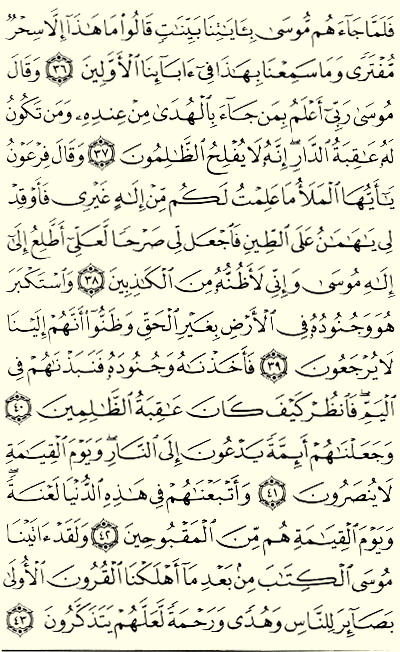 فَلَمَّا جَآءَهُم مُّوسَىٰ بِـَٔايَٰتِنَا بَيِّنَٰتٍ قَالُوا۟ مَا هَٰذَآ إِلَّا سِحْرٌ
مُّفْتَرًى وَمَا سَمِعْنَا بِهَٰذَا فِىٓ ءَابَآئِنَا ٱلْأَوَّلِينَ ٣٦ وَقَالَ
مُوسَىٰ رَبِّىٓ أَعْلَمُ بِمَن جَآءَ بِٱلْهُدَىٰ مِنْ عِندِهِۦ وَمَن تَكُونُ
لَهُۥ عَٰقِبَةُ ٱلدَّارِ ۖ إِنَّهُۥ لَا يُفْلِحُ ٱلظَّٰلِمُونَ ٣٧ وَقَالَ فِرْعَوْنُ
يَٰٓأَيُّهَا ٱلْمَلَأُ مَا عَلِمْتُ لَكُم مِّنْ إِلَٰهٍ غَيْرِى فَأَوْقِدْ
لِى يَٰهَٰمَٰنُ عَلَى ٱلطِّينِ فَٱجْعَل لِّى صَرْحًا لَّعَلِّىٓ أَطَّلِعُ إِلَىٰٓ
إِلَٰهِ مُوسَىٰ وَإِنِّى لَأَظُنُّهُۥ مِنَ ٱلْكَٰذِبِينَ ٣٨ وَٱسْتَكْبَرَ
هُوَ وَجُنُودُهُۥ فِى ٱلْأَرْضِ بِغَيْرِ ٱلْحَقِّ وَظَنُّوٓا۟ أَنَّهُمْ إِلَيْنَا
لَا يُرْجَعُونَ ٣٩ فَأَخَذْنَٰهُ وَجُنُودَهُۥ فَنَبَذْنَٰهُمْ فِى
ٱلْيَمِّ ۖ فَٱنظُرْ كَيْفَ كَانَ عَٰقِبَةُ ٱلظَّٰلِمِينَ ٤٠
وَجَعَلْنَٰهُمْ أَئِمَّةً يَدْعُونَ إِلَى ٱلنَّارِ ۖ وَيَوْمَ ٱلْقِيَٰمَةِ
لَا يُنصَرُونَ ٤١ وَأَتْبَعْنَٰهُمْ فِى هَٰذِهِ ٱلدُّنْيَا لَعْنَةً ۖ
وَيَوْمَ ٱلْقِيَٰمَةِ هُم مِّنَ ٱلْمَقْبُوحِينَ ٤٢ وَلَقَدْ ءَاتَيْنَا
مُوسَى ٱلْكِتَٰبَ مِنۢ بَعْدِ مَآ أَهْلَكْنَا ٱلْقُرُونَ ٱلْأُولَىٰ
بَصَآئِرَ لِلنَّاسِ وَهُدًى وَرَحْمَةً لَّعَلَّهُمْ يَتَذَكَّرُونَ ٤٣